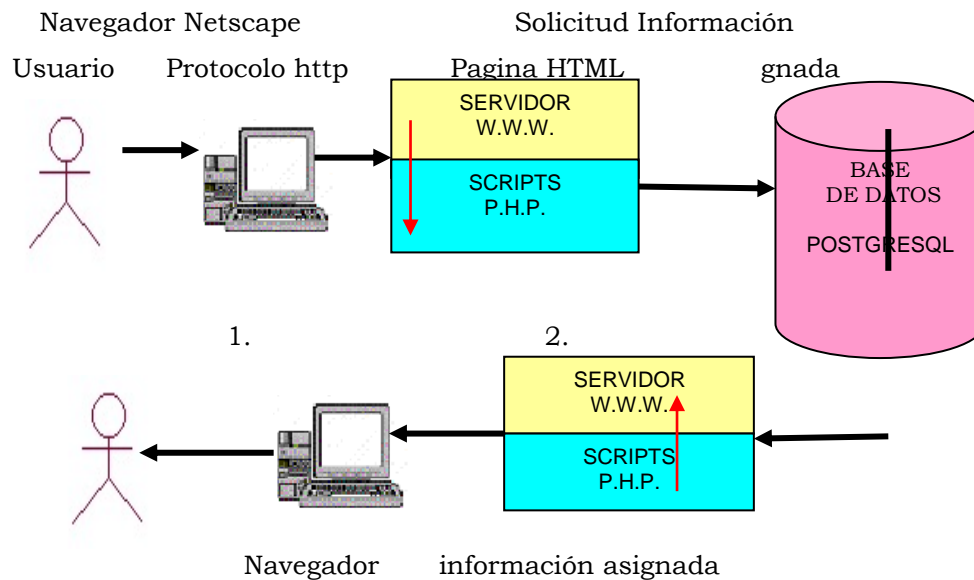 Navegador Netscape Solicitud Información
Usuario Protocolo http Pagina HTML gnada
SERVIDOR
W.W.W.
SCRIPTS
P.H.P.
BASE
DE DATOS
POSTGRESQL
1. 2.
SERVIDOR
W.W.W.
SCRIPTS
P.H.P.
Navegador información asignada